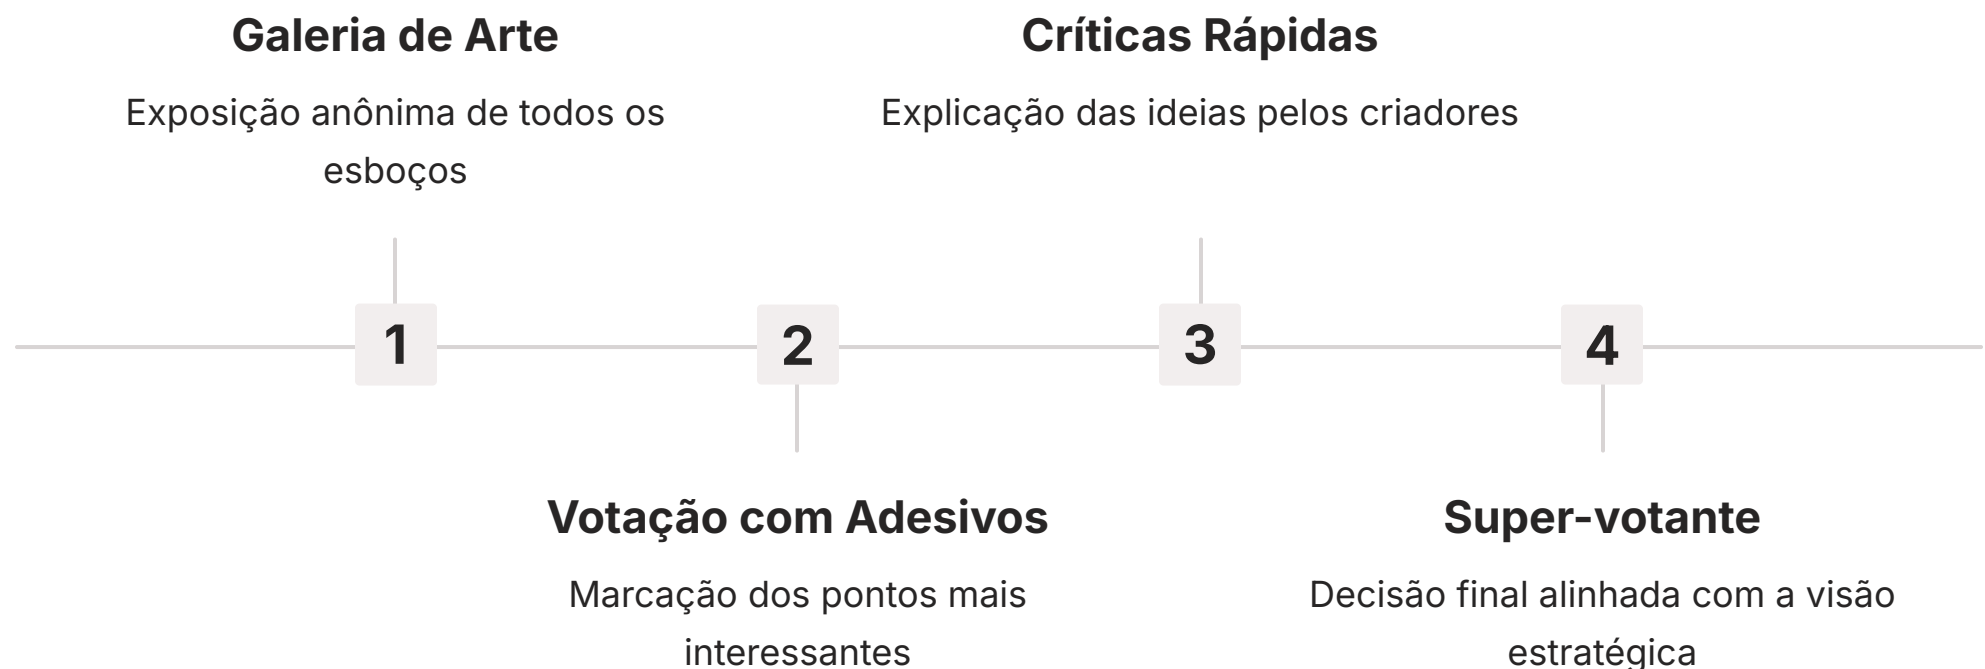 Galeria de Arte
Exposição anônima de todos os
esboços
Críticas Rápidas
Explicação das ideias pelos criadores
1
2
3
4
Votação com Adesivos
Marcação dos pontos mais
interessantes
Super-votante
Decisão final alinhada com a visão
estratégica